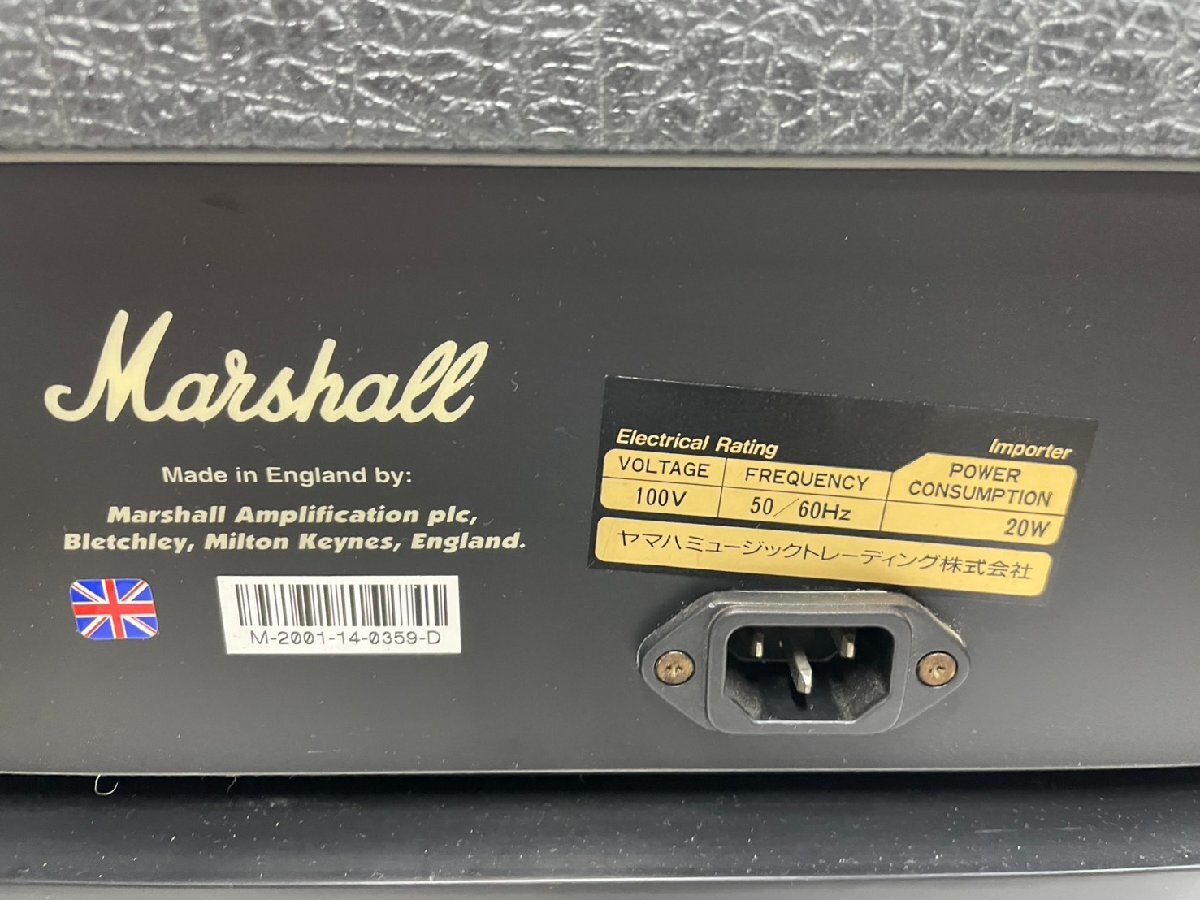 Marshall
Made in England by:
Marshall Amplification plc,
Bletchley, Milton Keynes, England.
M-2001-14-0359-D
Electrical Rating Importer
VOLTAGE FREQUENCY POWER CONSUMPTION
100V 50/60Hz 20W
ヤマハミュージックトレーディング株式会社